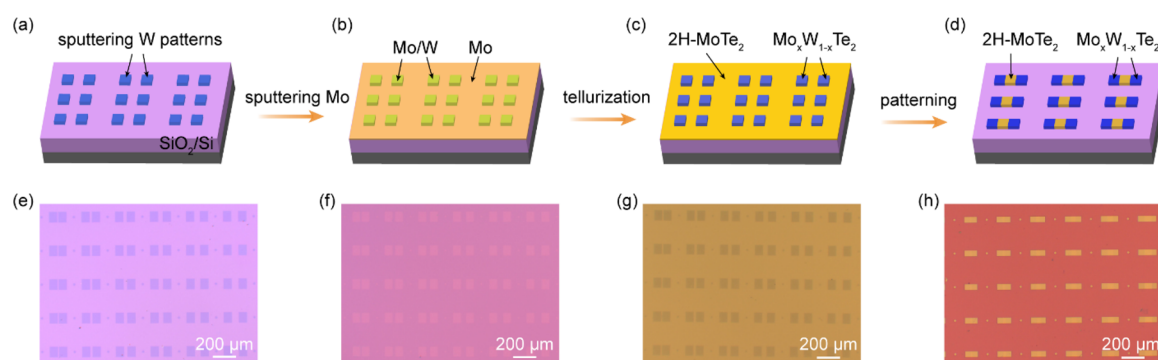 (a)
sputtering W patterns
SiO₂/Si
sputtering Mo
(b)
Mo/W
Mo
tellurization
(c)
2H-MoTe₂
MoₓW₁₋ₓTe₂
patterning
(d)
2H-MoTe₂
MoₓW₁₋ₓTe₂
(e)
200 μm
(f)
200 μm
(g)
200 μm
(h)
200 μm